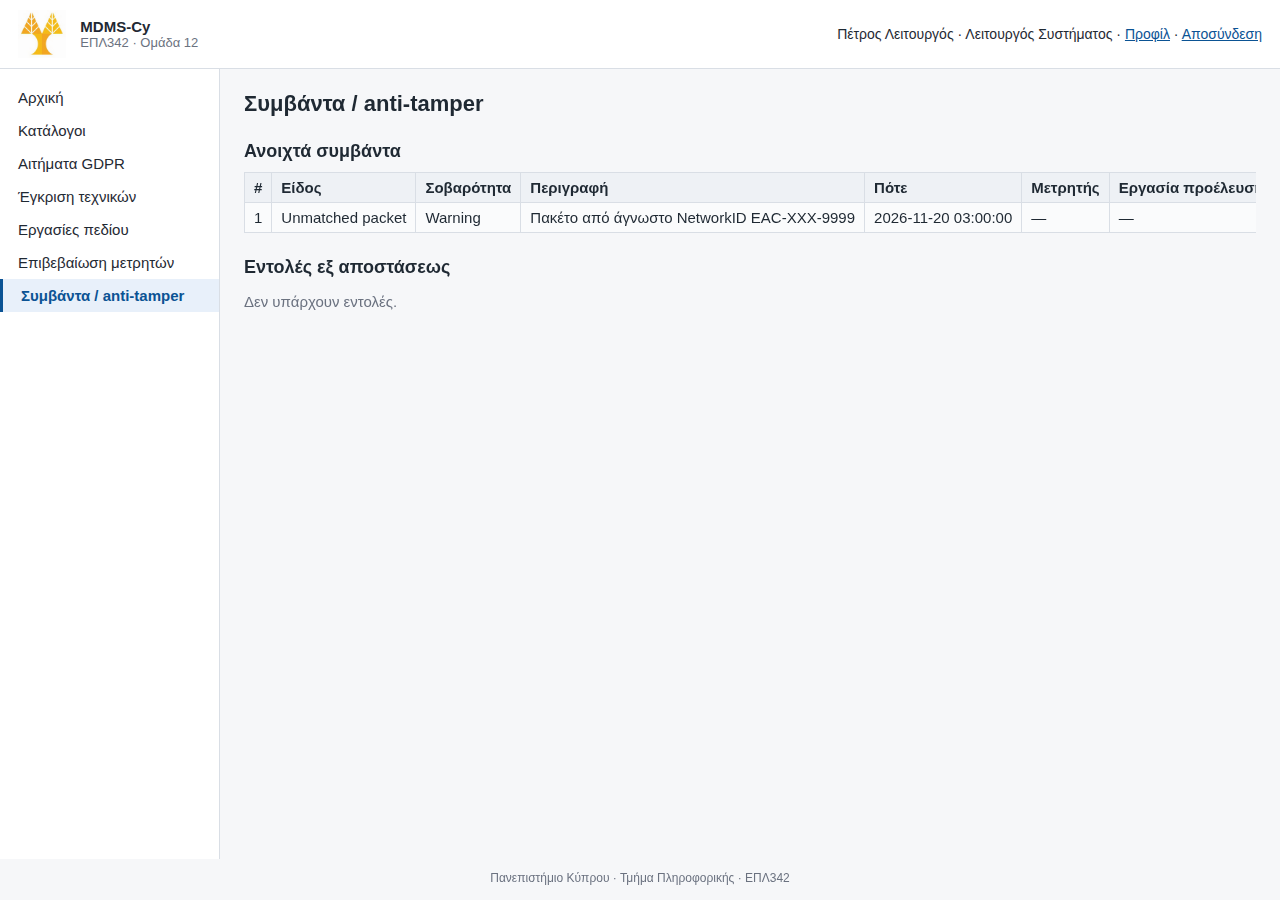 MDMS-Cy
ΕΠΛ342 · Ομάδα 12
Πέτρος Λειτουργός · Λειτουργός Συστήματος · Προφίλ · Αποσύνδεση
Αρχική
Κατάλογοι
Αιτήματα GDPR
Έγκριση τεχνικών
Εργασίες πεδίου
Επιβεβαίωση μετρητών
Συμβάντα / anti-tamper
Συμβάντα / anti-tamper
Ανοιχτά συμβάντα
# Είδος Σοβαρότητα Περιγραφή Πότε Μετρητής Εργασία
1 Unmatched packet Warning Πακέτο από άγνωστο NetworkID EAC-XXX-9999 2026-11-20 03:00:00 — —
Εντολές εξ αποστάσεως
Δεν υπάρχουν εντολές.
Πανεπιστήμιο Κύπρου · Τμήμα Πληροφορικής · ΕΠΛ342